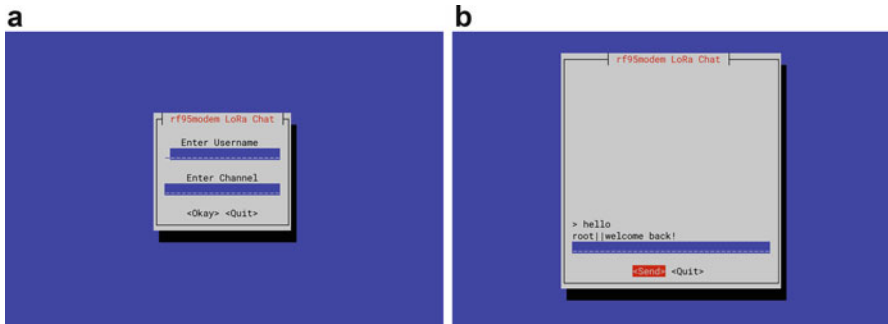 a
rf95modem LoRa Chat
Enter Username
Enter Channel
<Okay> <Quit>
b
rf95modem LoRa Chat
> hello
root||welcome back!
<Send> <Quit>